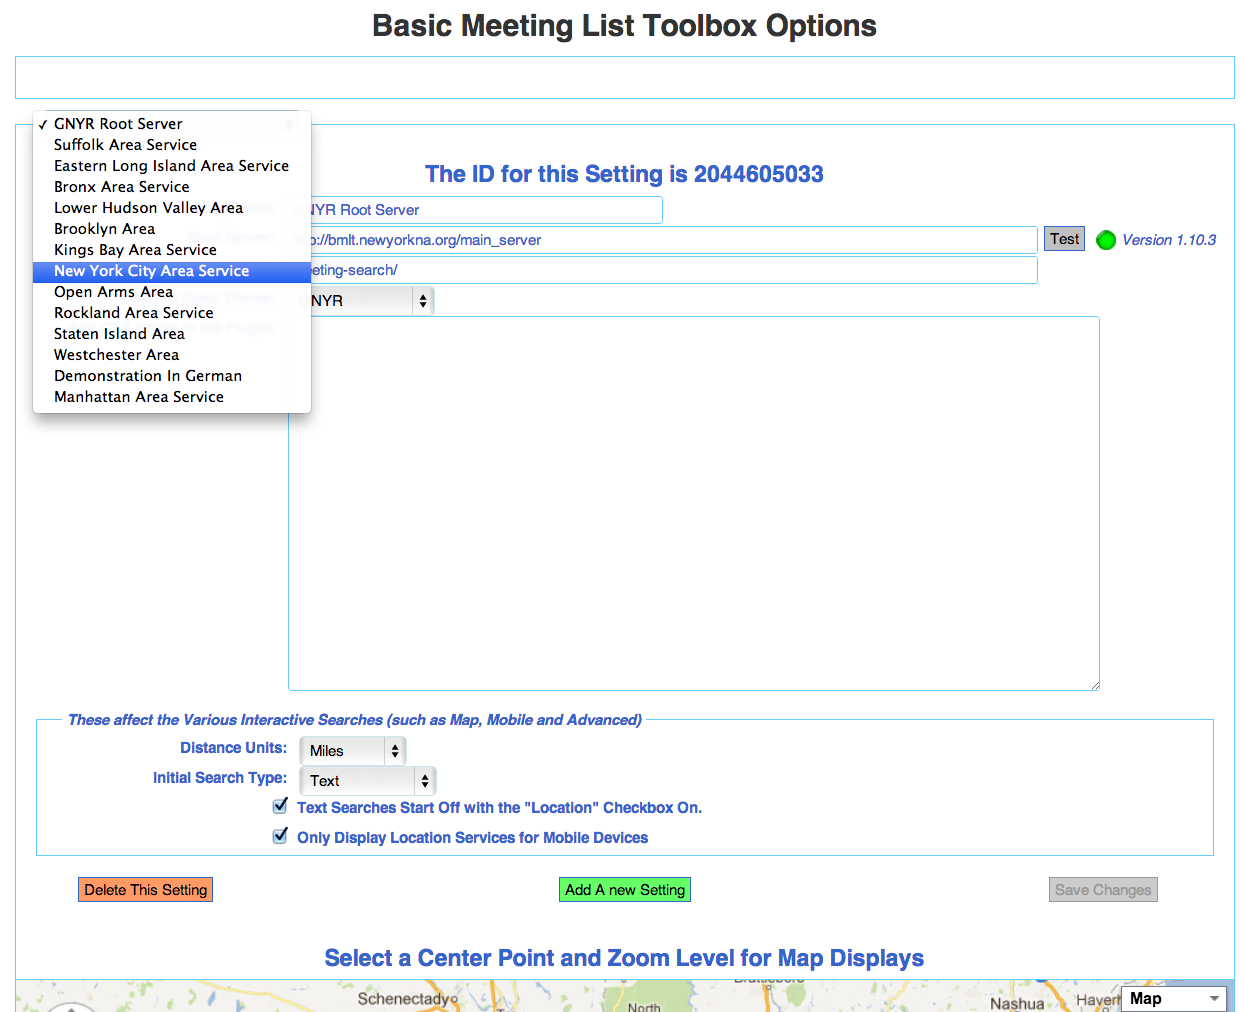 Basic Meeting List Toolbox Options
✓ GNYR Root Server
Suffolk Area Service
Eastern Long Island Area Service
Bronx Area Service
Lower Hudson Valley Area
Brooklyn Area
Kings Bay Area Service
New York City Area Service
Open Arms Area
Rockland Area Service
Staten Island Area
Westchester Area
Demonstration In German
Manhattan Area Service
The ID for this Setting is 2044605033
NYR Root Server
://bmlt.newyorkna.org/main_server
Test
Version 1.10.3
eting-search/
NYR
These affect the Various Interactive Searches (such as Map, Mobile and Advanced)
Distance Units: Miles
Initial Search Type: Text
Text Searches Start Off with the "Location" Checkbox On.
Only Display Location Services for Mobile Devices
Delete This Setting
Add A new Setting
Save Changes
Select a Center Point and Zoom Level for Map Displays
Schenectady
North
Nashua
Haverh
Map